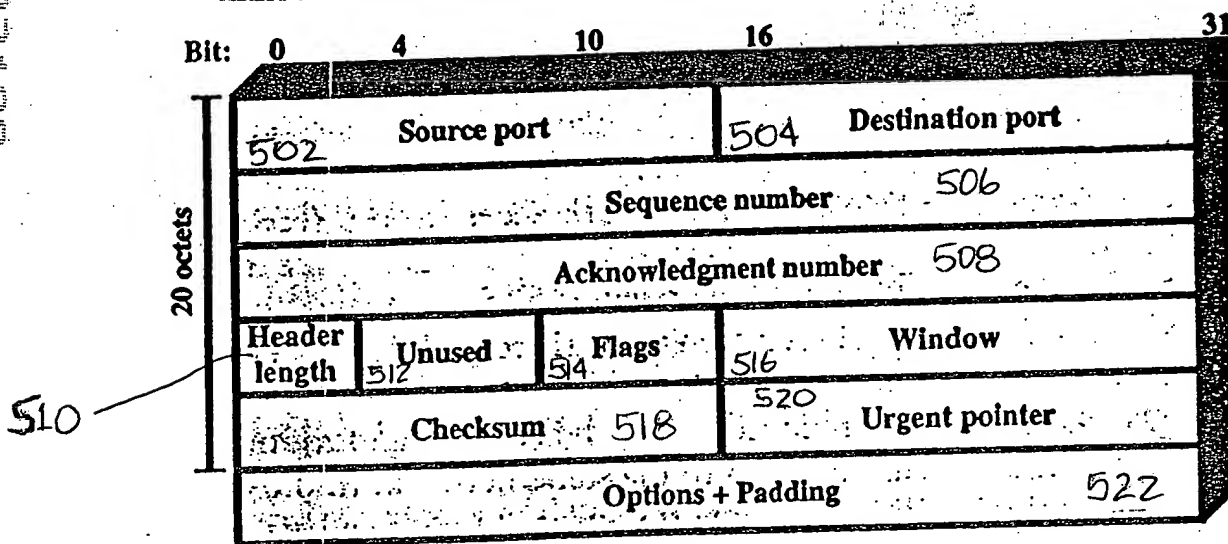 Bit: 0 4 10 16 31
Source port 502
504 Destination port
Sequence number 506
Acknowledgment number 508
Header length
Unused 512
Flags 514
Window 516
510
Checksum 518
520 Urgent pointer
20 octets
Options + Padding 522